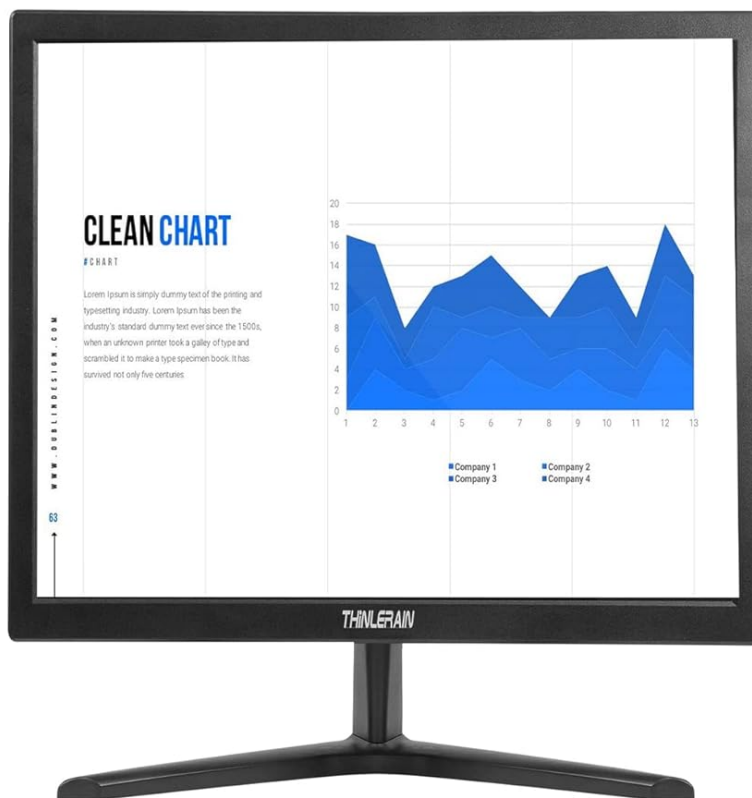 CLEAN CHART
#CHART
Lorem Ipsum is simply dummy text of the printing and
typesetting industry. Lorem Ipsum has been the
industry's standard dummy text ever since the 1500s,
when an unknown printer took a galley of type and
scrambled it to make a type specimen book. It has
survived not only five centuries
WWW.DUBLINDESIGN.COM
63
20
18
16
14
12
10
8
6
4
2
0
1 2 3 4 5 6 7 8 9 10 11 12 13
Company 1 Company 2
Company 3 Company 4
THiNLERAIN